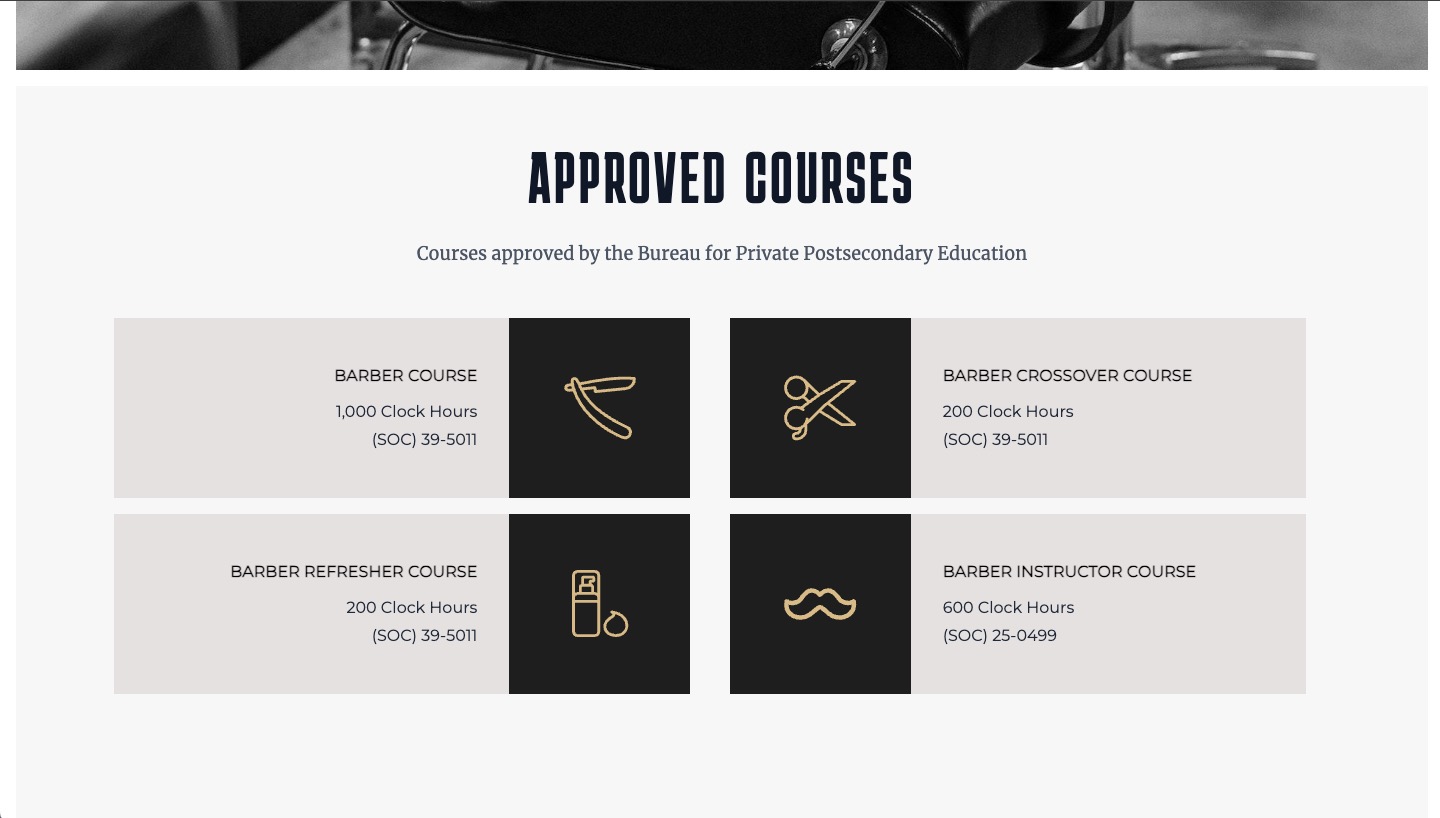 APPROVED COURSES
Courses approved by the Bureau for Private Postsecondary Education
BARBER COURSE
1,000 Clock Hours
(SOC) 39-5011
BARBER CROSSOVER COURSE
200 Clock Hours
(SOC) 39-5011
BARBER REFRESHER COURSE
200 Clock Hours
(SOC) 39-5011
BARBER INSTRUCTOR COURSE
600 Clock Hours
(SOC) 25-0499